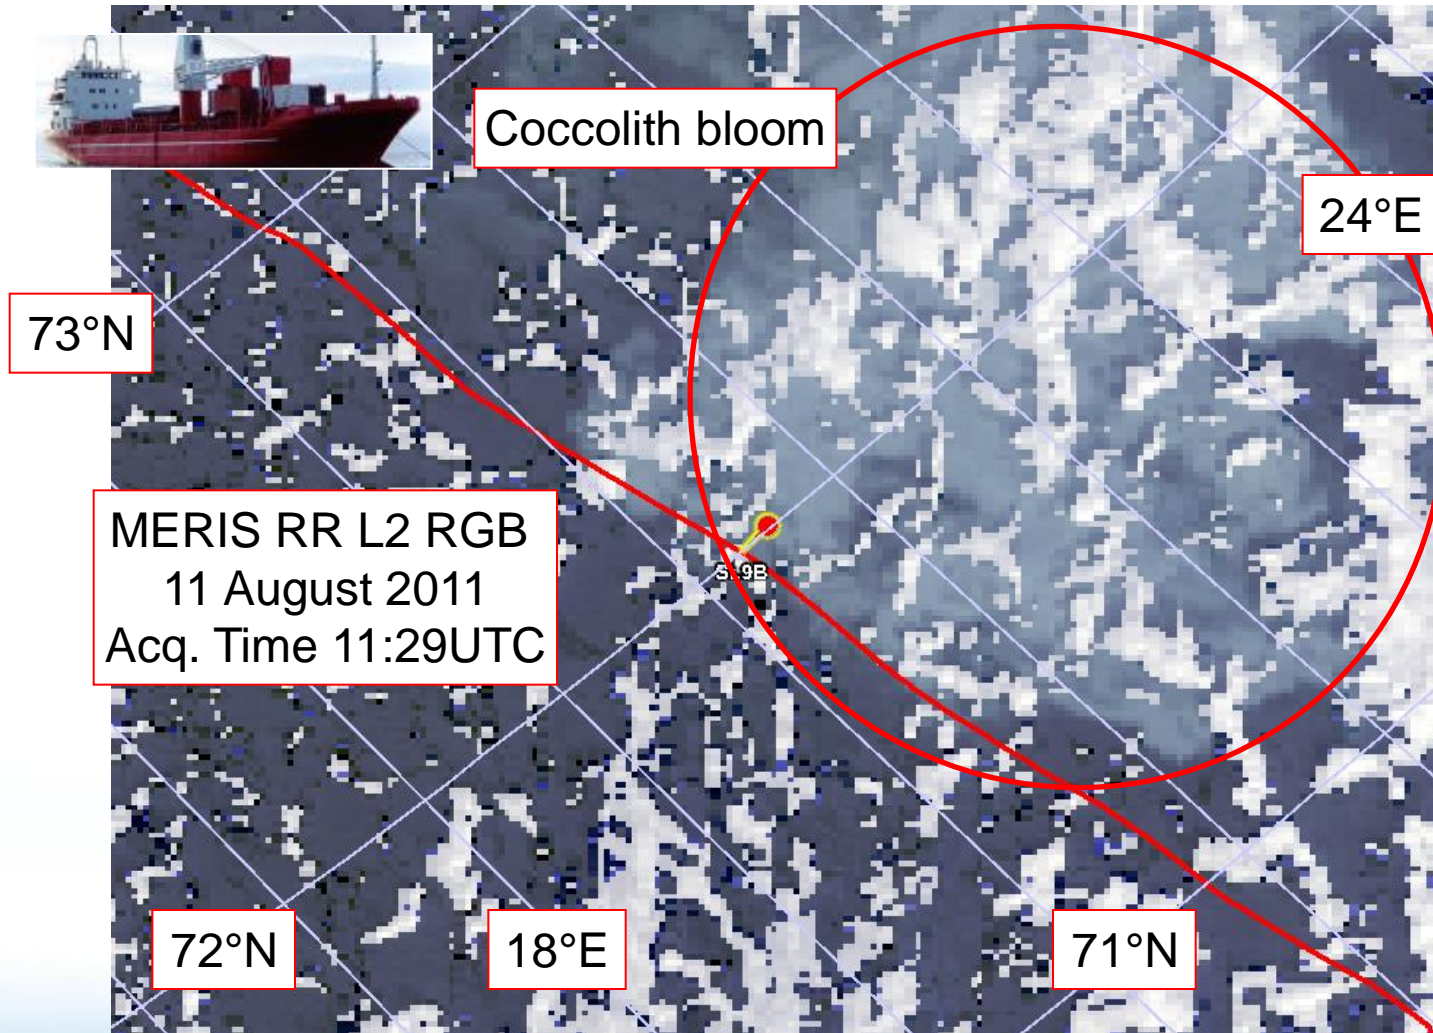 Coccolith bloom
24°E
73°N
MERIS RR L2 RGB
11 August 2011
Acq. Time 11:29UTC
72°N
18°E
71°N